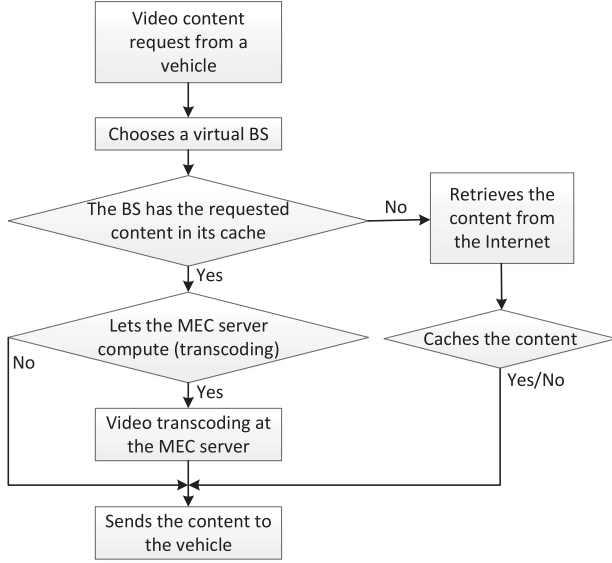 Video content
request from a
vehicle
Chooses a virtual BS
The BS has the requested
content in its cache
No
Retrieves the
content from
the Internet
Yes
Lets the MEC server
compute (transcoding)
Caches the content
No
Yes/No
Yes
Video transcoding at
the MEC server
Sends the content to
the vehicle